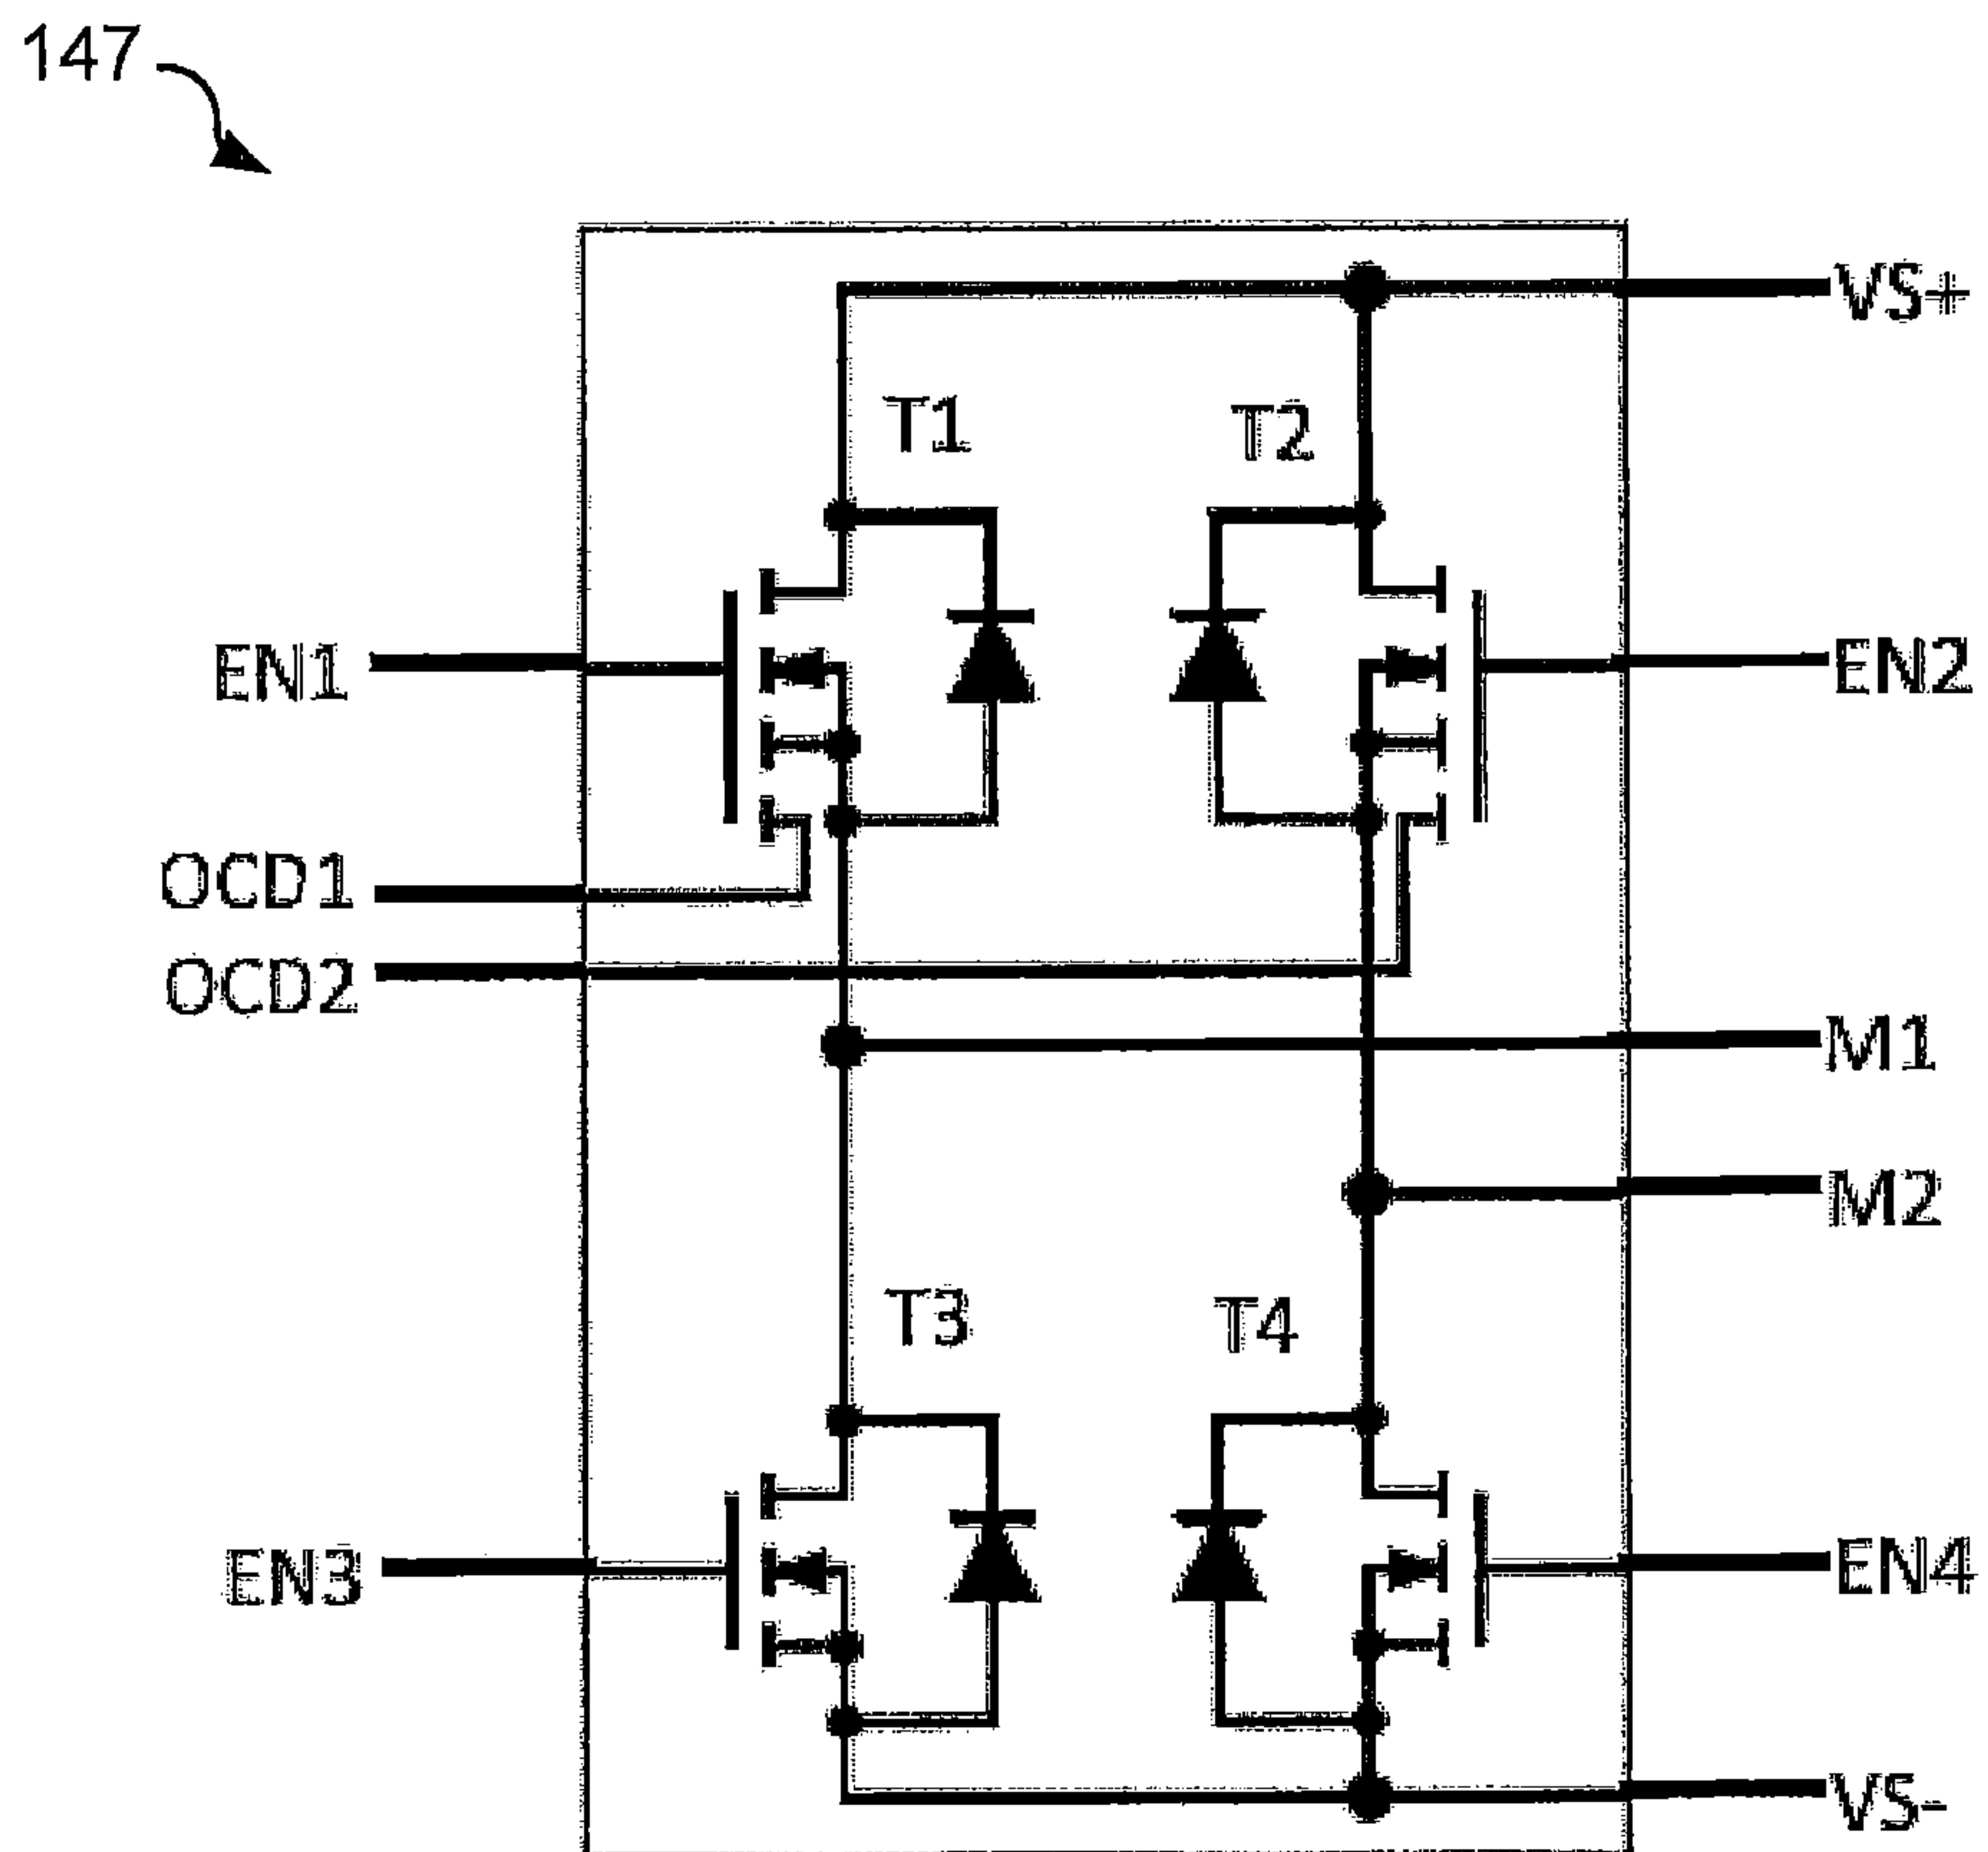 147
VS+
T1
T2
EN1
EN2
OCD1
OCD2
M1
M2
T3
T4
EN3
EN4
VS-